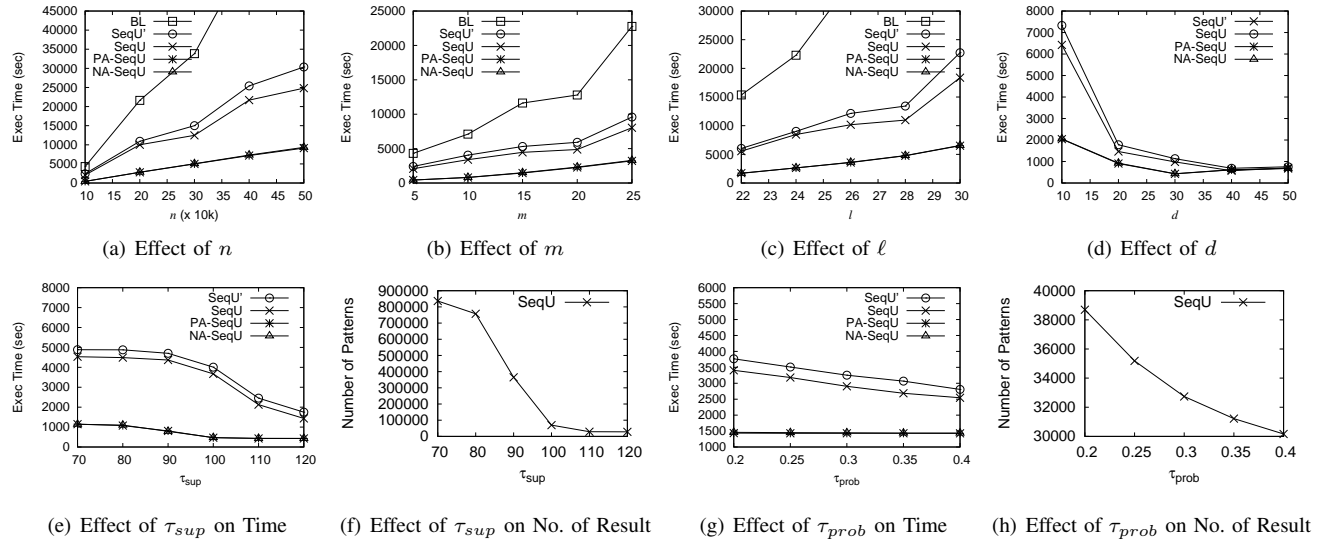 BL
SeqU'
SeqU
PA-SeqU
NA-SeqU
Exec Time (sec)
45000
40000
35000
30000
25000
20000
15000
10000
5000
0
10 15 20 25 30 35 40 45 50
n (x 10k)
(a) Effect of n
BL
SeqU'
SeqU
PA-SeqU
NA-SeqU
Exec Time (sec)
25000
20000
15000
10000
5000
0
5 10 15 20 25
m
(b) Effect of m
BL
SeqU'
SeqU
PA-SeqU
NA-SeqU
Exec Time (sec)
30000
25000
20000
15000
10000
5000
0
22 23 24 25 26 27 28 29 30
l
(c) Effect of ℓ
SeqU'
SeqU
PA-SeqU
NA-SeqU
Exec Time (sec)
8000
7000
6000
5000
4000
3000
2000
1000
0
10 15 20 25 30 35 40 45 50
d
(d) Effect of d
SeqU'
SeqU
PA-SeqU
NA-SeqU
Exec Time (sec)
8000
7000
6000
5000
4000
3000
2000
1000
0
70 80 90 100 110 120
τsup
(e) Effect of τsup on Time
SeqU
Number of Patterns
900000
800000
700000
600000
500000
400000
300000
200000
100000
0
70 80 90 100 110 120
τsup
(f) Effect of τsup on No. of Result
SeqU'
SeqU
PA-SeqU
NA-SeqU
Exec Time (sec)
6000
5500
5000
4500
4000
3500
3000
2500
2000
1500
1000
0.2 0.25 0.3 0.35 0.4
τprob
(g) Effect of τprob on Time
SeqU
Number of Patterns
40000
38000
36000
34000
32000
30000
0.2 0.25 0.3 0.35 0.4
τprob
(h) Effect of τprob on No. of Result